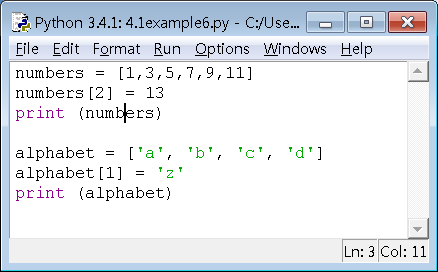 Python 3.4.1: 4.1example6.py - C:/Use...
File Edit Format Run Options Windows Help
numbers = [1,3,5,7,9,11]
numbers[2] = 13
print (numbers)
alphabet = ['a', 'b', 'c', 'd']
alphabet[1] = 'z'
print (alphabet)
Ln: 3 Col: 11